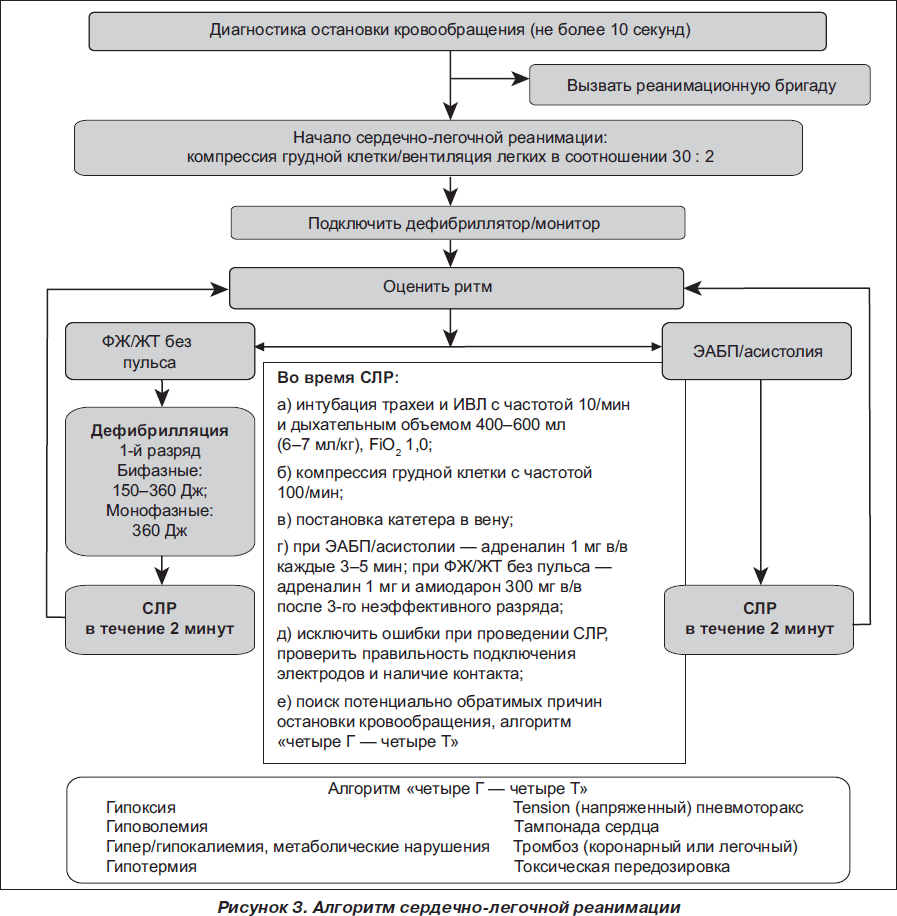 Диагностика остановки кровообращения (не более 10 секунд)
Вызвать реанимационную бригаду
Начало сердечно-легочной реанимации:
компрессия грудной клетки/вентиляция легких в соотношении 30 : 2
Подключить дефибриллятор/монитор
Оценить ритм
ФЖ/ЖТ без
пульса
ЭАБП/асистолия
Дефибрилляция
1-й разряд
Бифазные:
150–360 Дж;
Монофазные:
360 Дж
СЛР
в течение 2 минут
Во время СЛР:
а) интубация трахеи и ИВЛ с частотой 10/мин
и дыхательным объемом 400–600 мл
(6–7 мл/кг), FiO2 1,0;
б) компрессия грудной клетки с частотой
100/мин;
в) постановка катетера в вену;
г) при ЭАБП/асистолии — адреналин 1 мг в/в
каждые 3–5 мин; при ФЖ/ЖТ без пульса —
адреналин 1 мг и амиодарон 300 мг в/в
после 3-го неэффективного разряда;
д) исключить ошибки при проведении СЛР,
проверить правильность подключения
электродов и наличие контакта;
е) поиск потенциально обратимых причин
остановки кровообращения, алгоритм
«четыре Г — четыре Т»
СЛР
в течение 2 минут
Алгоритм «четыре Г — четыре Т»
Гипоксия
Гиповолемия
Гипер/гипокалиемия, метаболические нарушения
Гипотермия
Tension (напряженный) пневмоторакс
Тампонада сердца
Тромбоз (коронарный или легочный)
Токсическая передозировка
Рисунок 3. Алгоритм сердечно-легочной реанимации